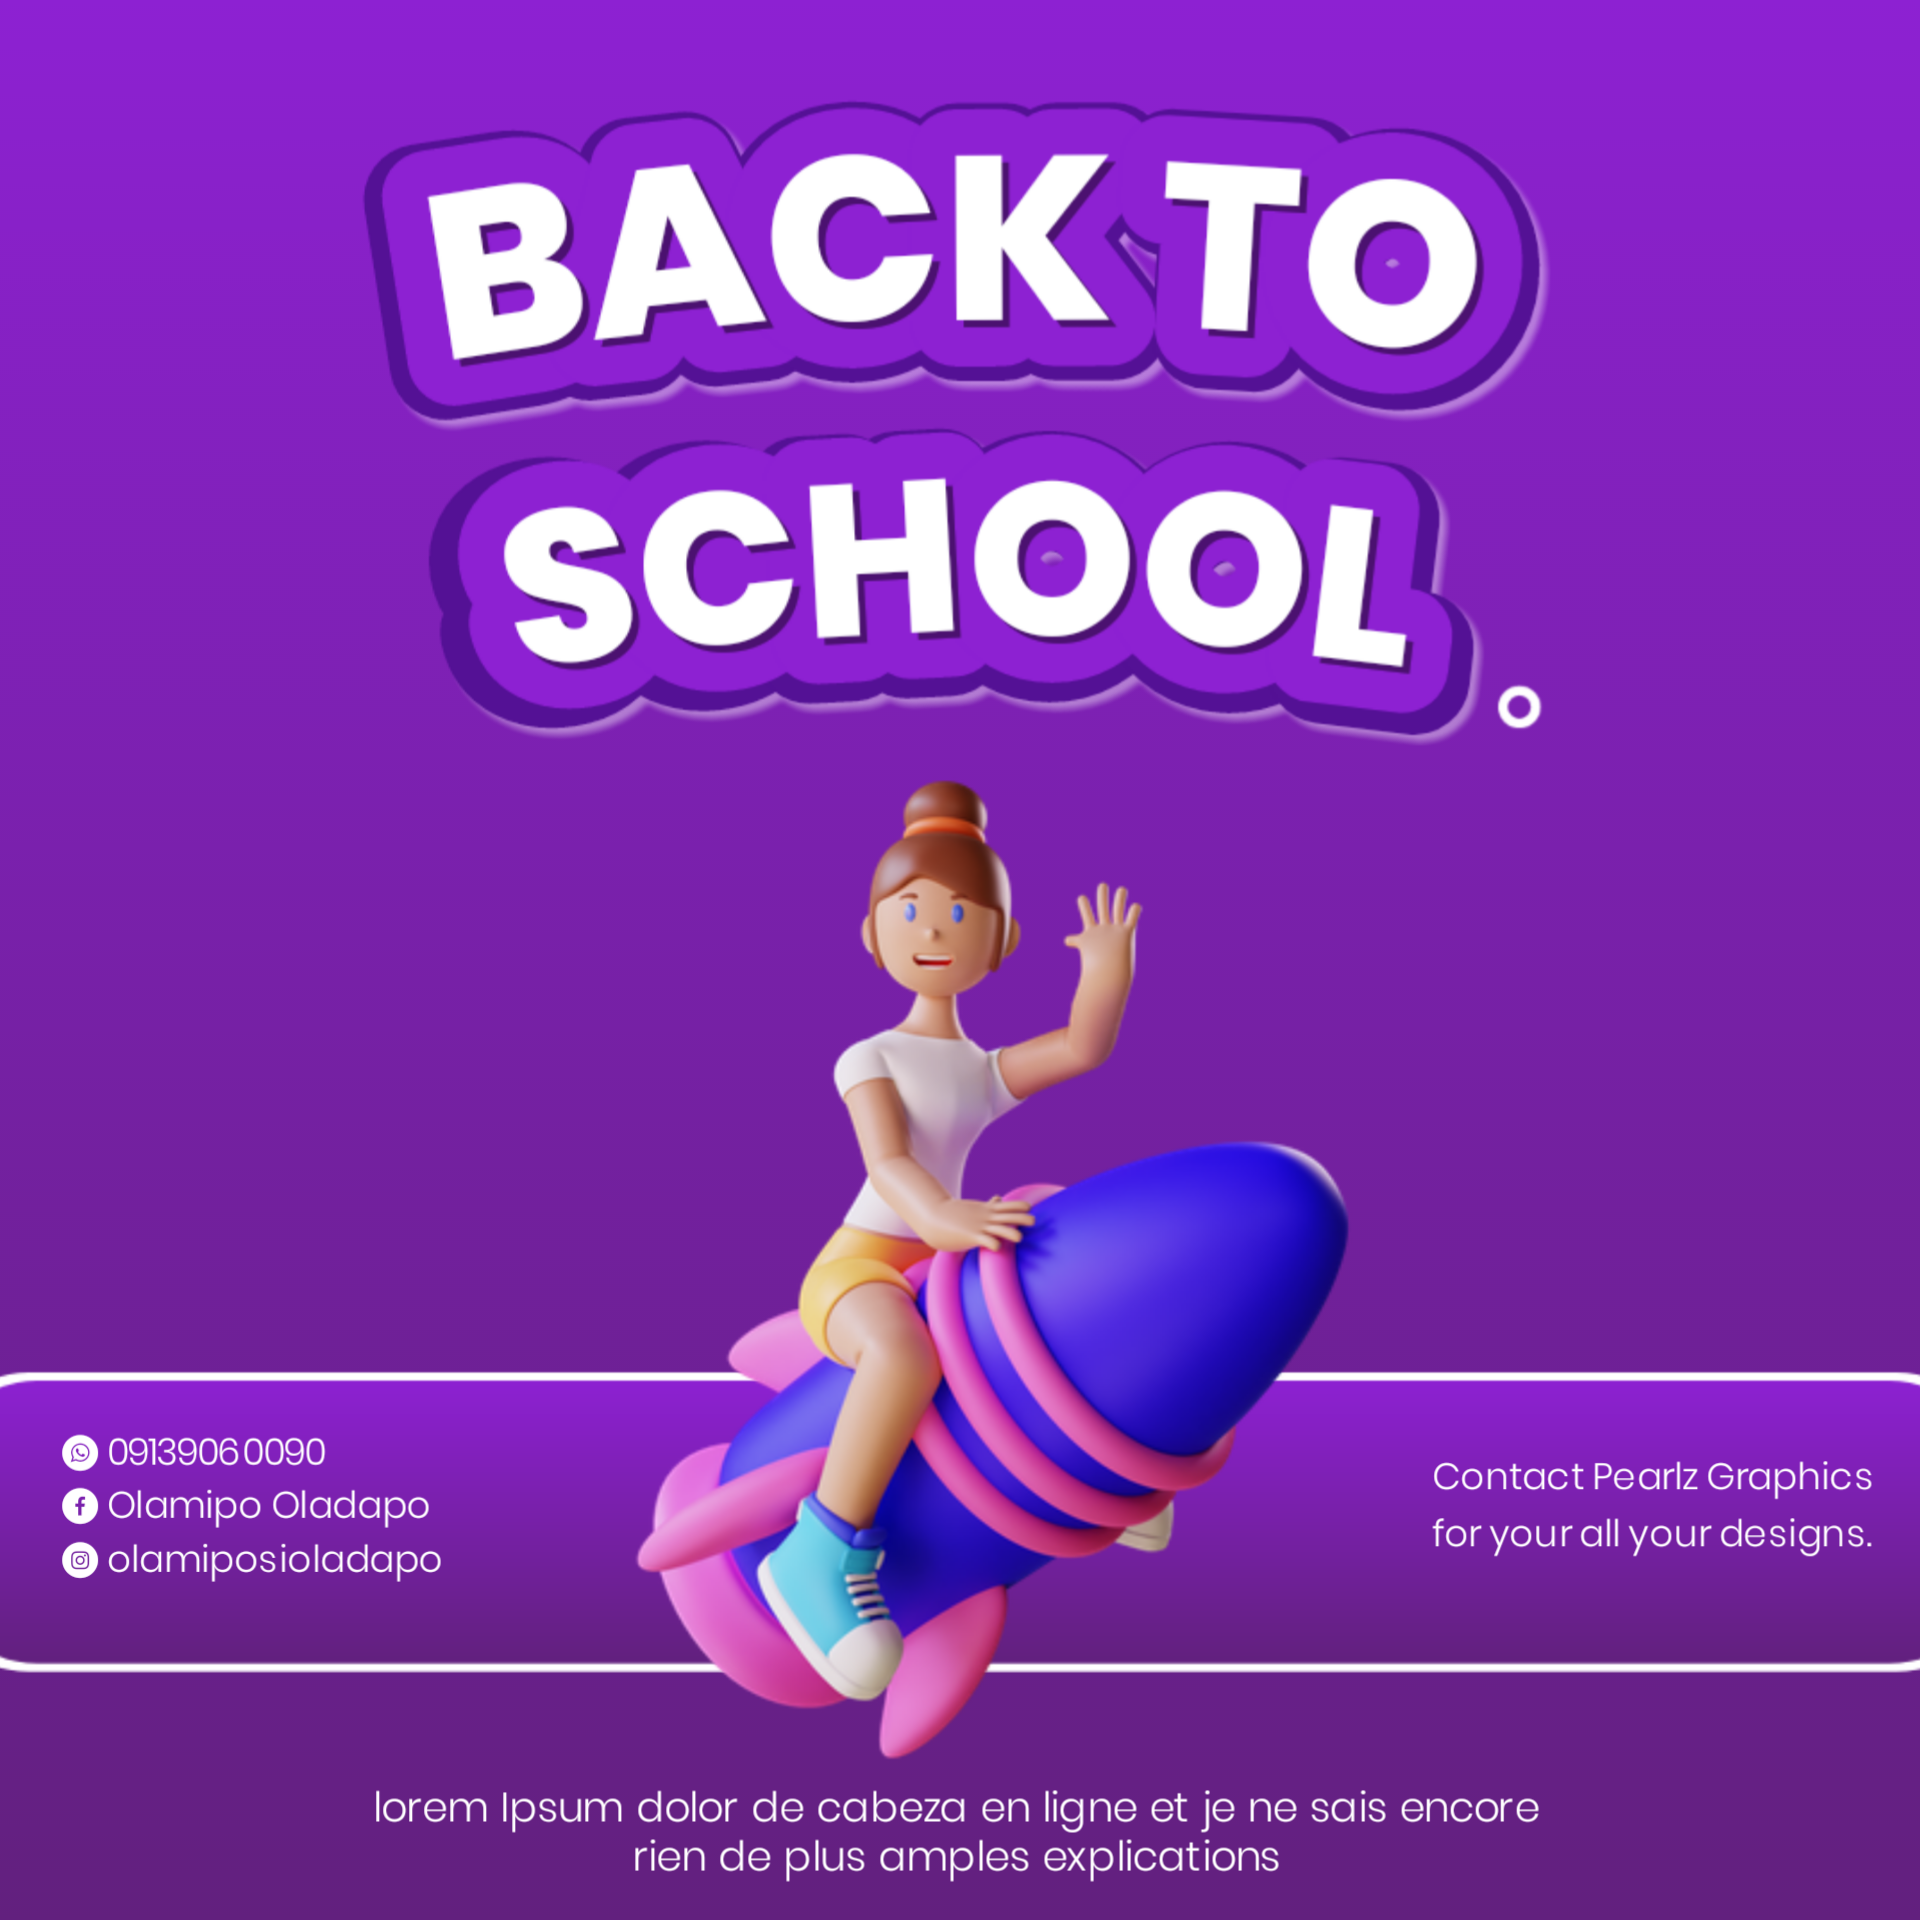 BACK TO
SCHOOL
09139060090
Olamipo Oladapo
olamiposioladapo
Contact Pearlz Graphics
for your all your designs.
lorem Ipsum dolor de cabeza en ligne et je ne sais encore
rien de plus amples explications